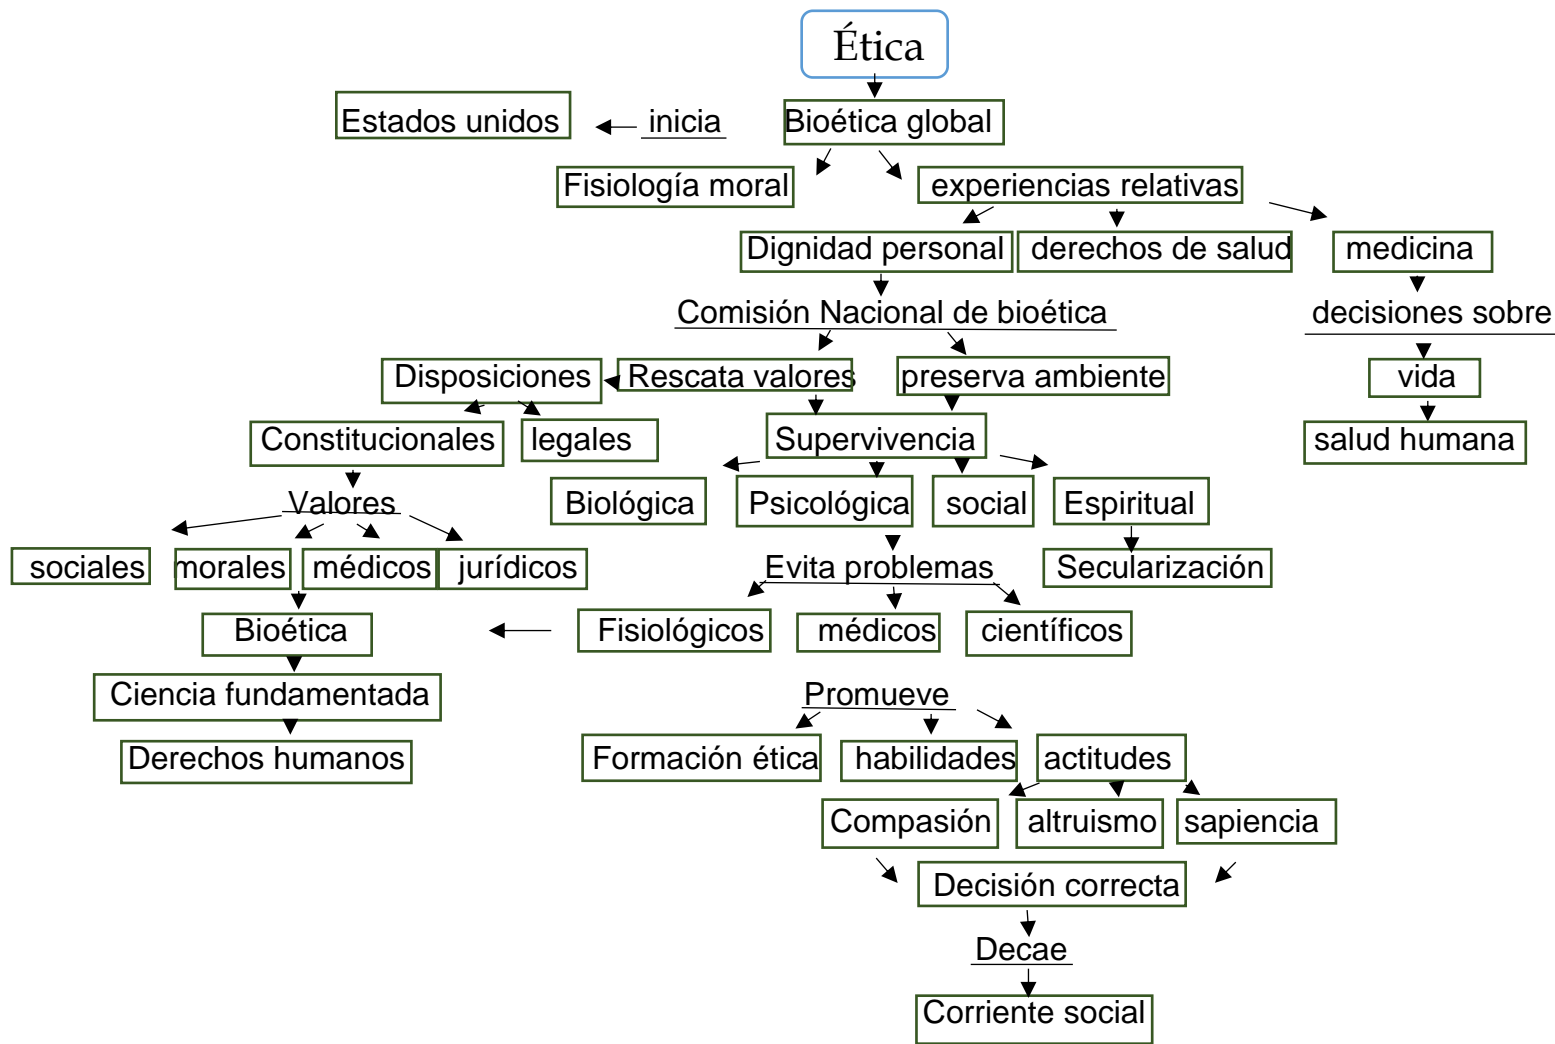 Ética
Estados unidos inicia Bioética global
Fisiología moral experiencias relativas
Dignidad personal derechos de salud medicina
Comisión Nacional de bioética decisiones sobre
Disposiciones Rescata valores preserva ambiente vida
Constitucionales legales Supervivencia salud humana
Valores Biológica Psicológica social Espiritual
sociales morales médicos jurídicos Evita problemas Secularización
Bioética Fisiológicos médicos científicos
Ciencia fundamentada Promueve
Derechos humanos Formación ética habilidades actitudes
Compasión altruismo sapiencia
Decisión correcta
Decae
Corriente social